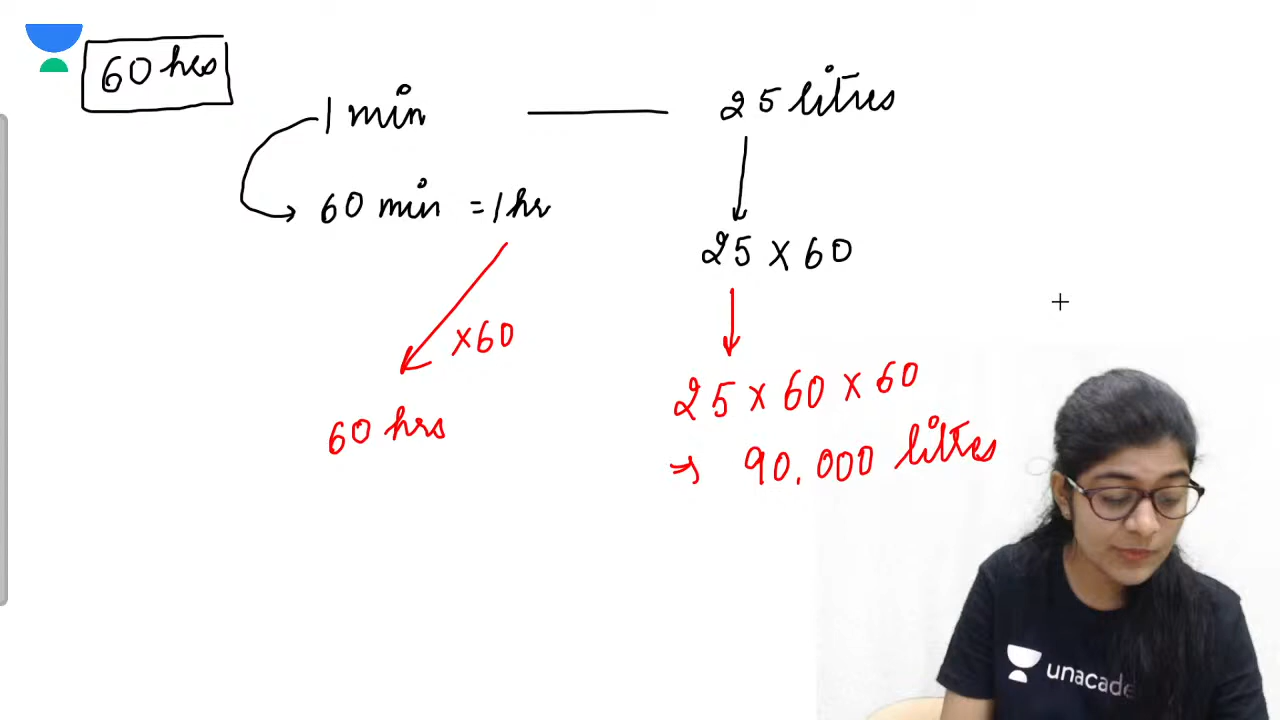 60 hrs
1 min —— 25 litres
60 min = 1 hr
25 × 60
×60
25 × 60 × 60
60 hrs
⇒ 90,000 litres
unacade